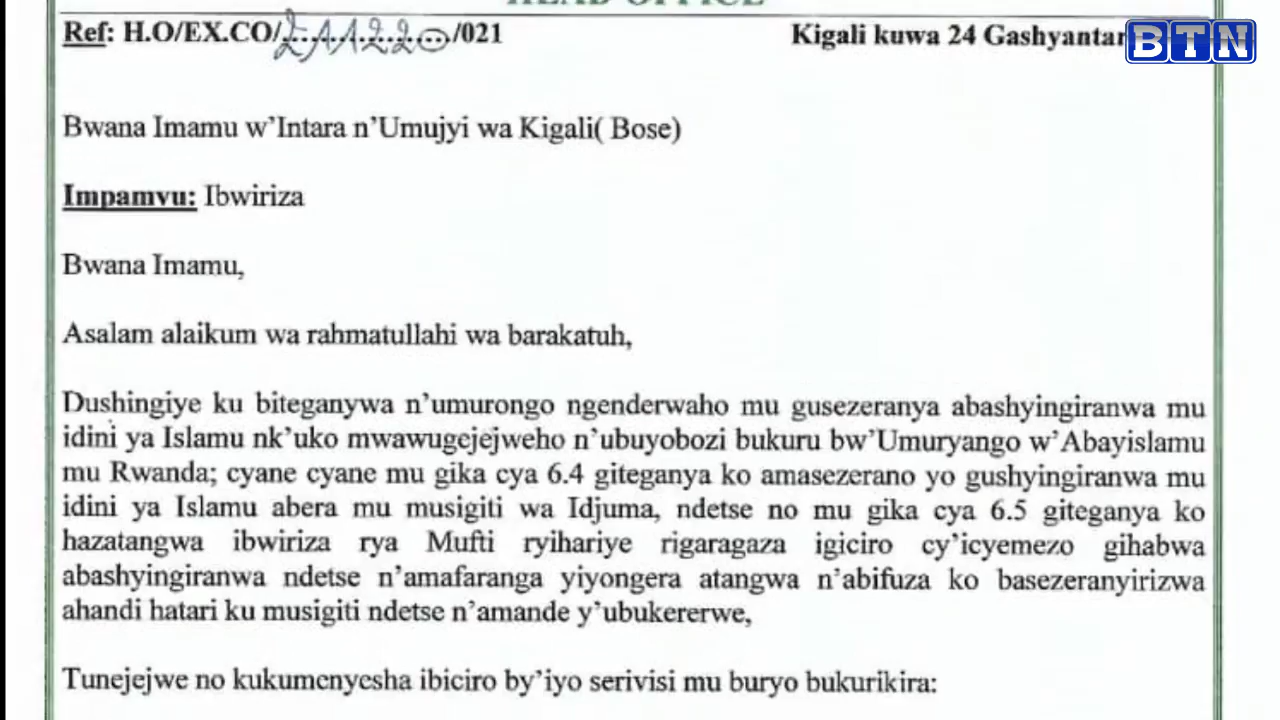 HEAD OFFICE
Ref: H.O/EX.CO/ /021
Kigali kuwa 24 Gashyantar
BTN
Bwana Imamu w’Intara n’Umujyi wa Kigali( Bose)
Impamvu: Ibwiriza
Bwana Imamu,
Asalam alaikum wa rahmatullahi wa barakatuh,
Dushingiye ku biteganywa n’umurongo ngenderwaho mu gusezeranya abashyingiranwa mu
idini ya Islamu nk’uko mwawugejejweho n’ubuyobozi bukuru bw’Umuryango w’Abayislamu
mu Rwanda; cyane cyane mu gika cya 6.4 giteganya ko amasezerano yo gushyingiranwa mu
idini ya Islamu abera mu musigiti wa Idjuma, ndetse no mu gika cya 6.5 giteganya ko
hazatangwa ibwiriza rya Mufti ryihariye rigaragaza igiciro cy’icyemezo gihabwa
abashyingiranwa ndetse n’amafaranga yiyongera atangwa n’abifuza ko basezeranyirizwa
ahandi hatari ku musigiti ndetse n’amande y’ubukererwe,
Tunejejwe no kukumenyesha ibiciro by’iyo serivisi mu buryo bukurikira: